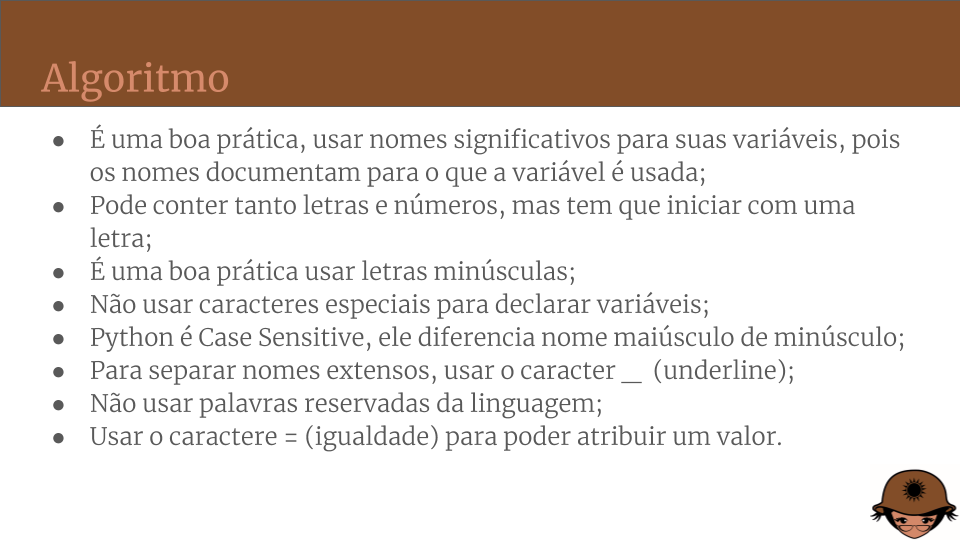 Algoritmo
● É uma boa prática, usar nomes significativos para suas variáveis, pois
os nomes documentam para o que a variável é usada;
● Pode conter tanto letras e números, mas tem que iniciar com uma
letra;
● É uma boa prática usar letras minúsculas;
● Não usar caracteres especiais para declarar variáveis;
● Python é Case Sensitive, ele diferencia nome maiúsculo de minúsculo;
● Para separar nomes extensos, usar o caracter _ (underline);
● Não usar palavras reservadas da linguagem;
● Usar o caractere = (igualdade) para poder atribuir um valor.